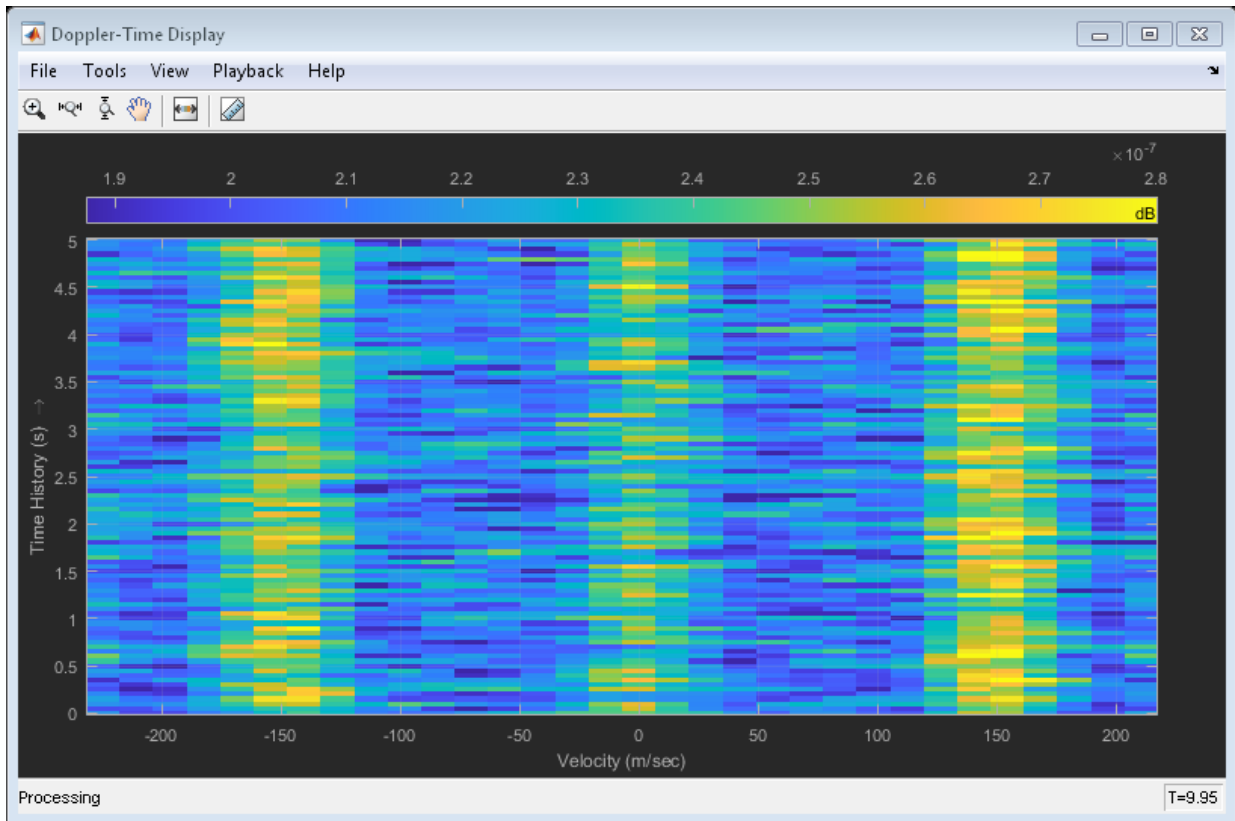 Doppler-Time Display
File Tools View Playback Help
×10-7
1.9 2 2.1 2.2 2.3 2.4 2.5 2.6 2.7 2.8
dB
5
4.5
4
3.5
3
2.5
2
1.5
1
0.5
0
Time History (s) →
-200 -150 -100 -50 0 50 100 150 200
Velocity (m/sec)
Processing T=9.95